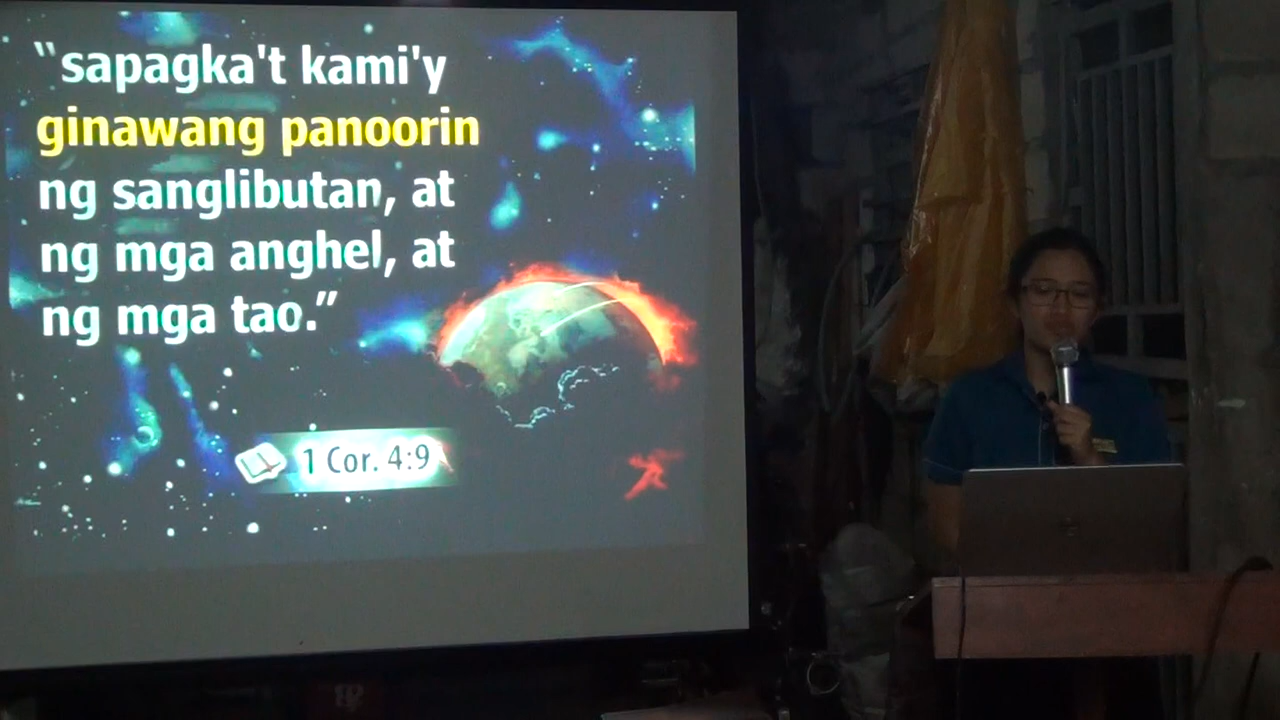 “sapagka't kami'y
ginawang panoorin
ng sanglibutan, at
ng mga anghel, at
ng mga tao.”
1 Cor. 4:9